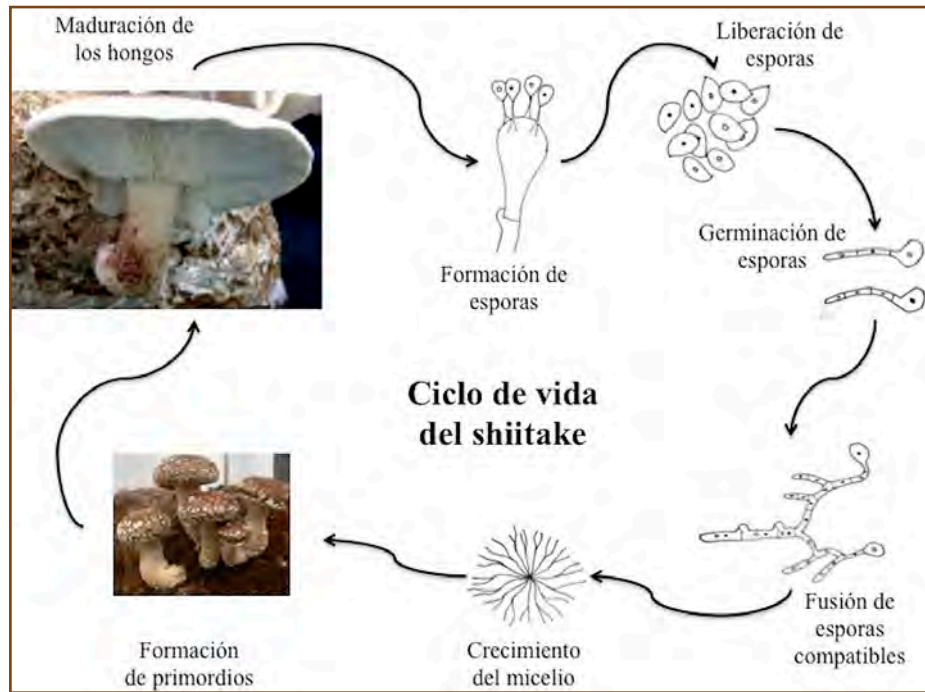 Maduración de
los hongos
Liberación de
esporas
Formación de
esporas
Germinación de
esporas
Ciclo de vida
del shiitake
Formación
de primordios
Crecimiento
del micelio
Fusión de
esporas
compatibles